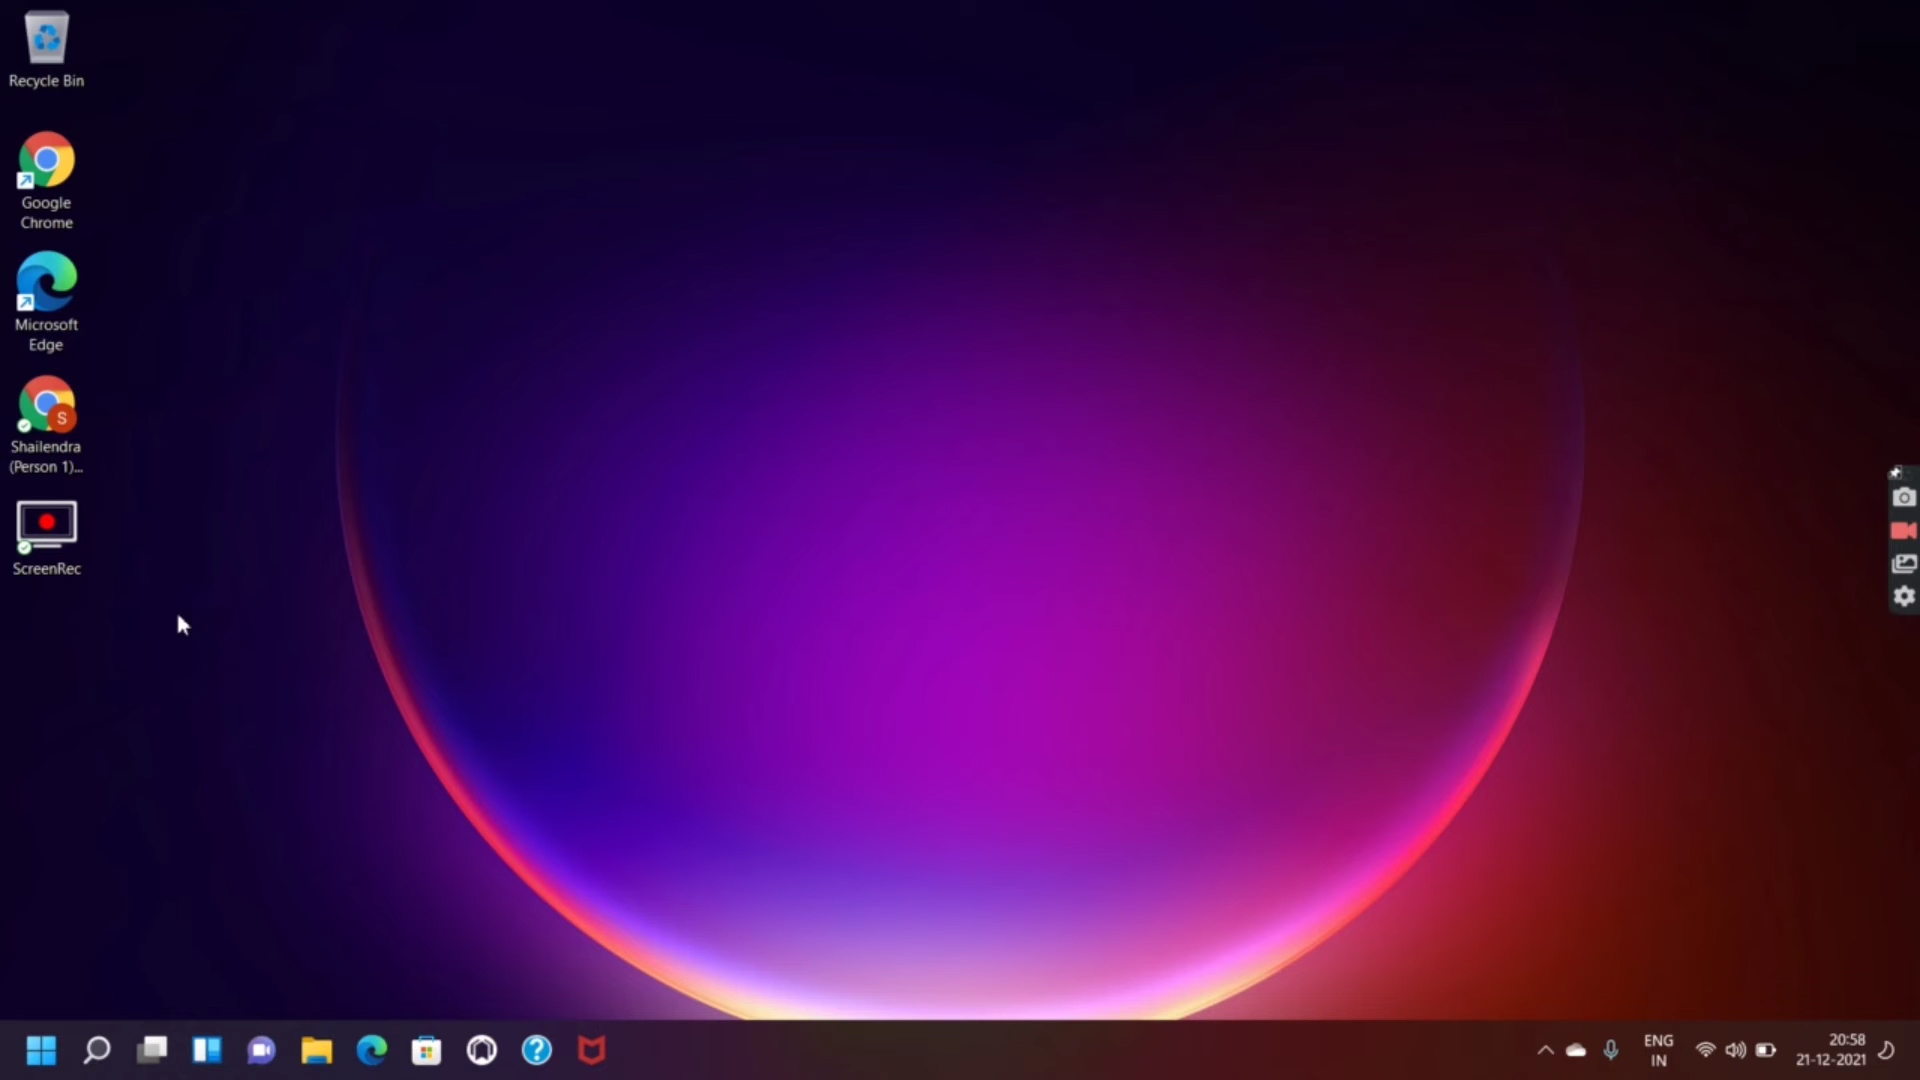 Recycle Bin
Google
Chrome
Microsoft
Edge
S
Shailendra
(Person 1)...
ScreenRec
ENG
IN
20:58
21-12-2021